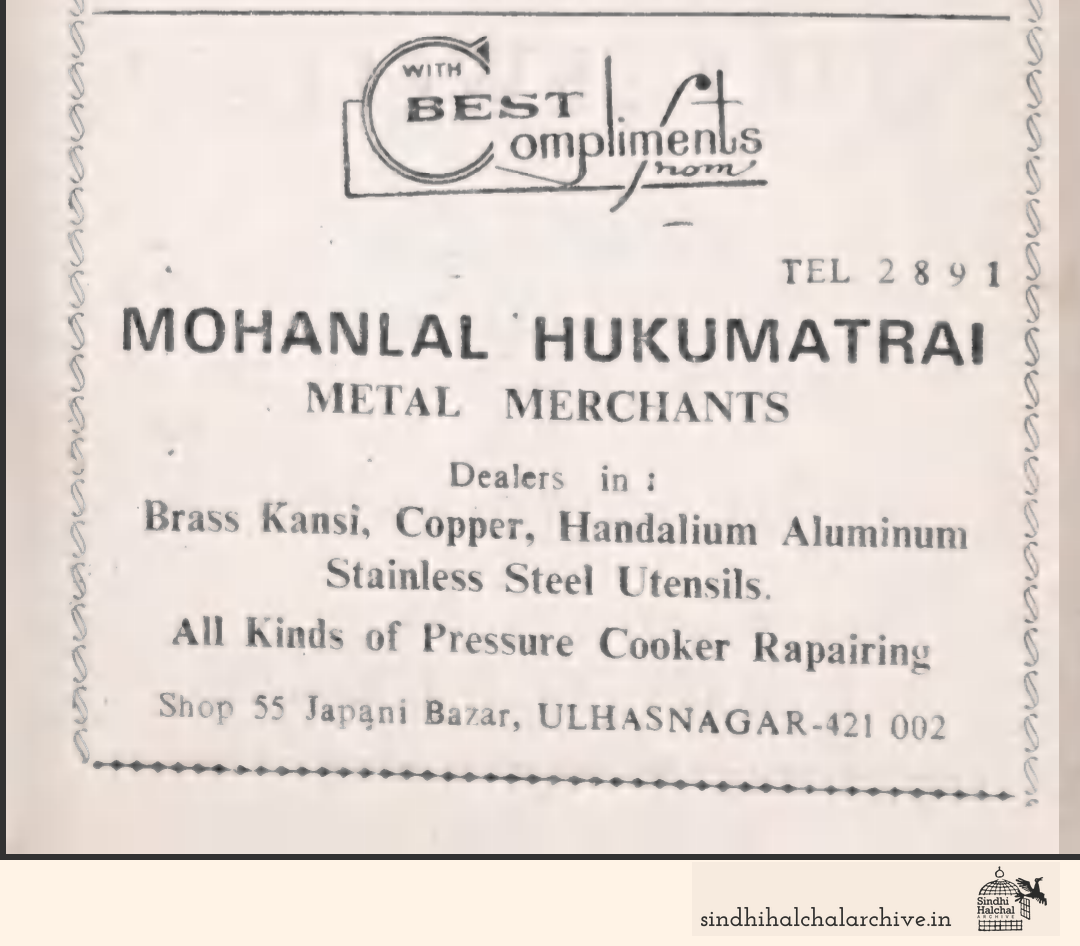 WITH
BEST
Compliments
from
TEL 2891
MOHANLAL HUKUMATRAI
METAL MERCHANTS
Dealers in :
Brass Kansi, Copper, Handalium Aluminum
Stainless Steel Utensils.
All Kinds of Pressure Cooker Rapairing
Shop 55 Japani Bazar, ULHASNAGAR-421 002
sindhihalchalarchive.in
Sindhi
Halchal
ARCHIVE